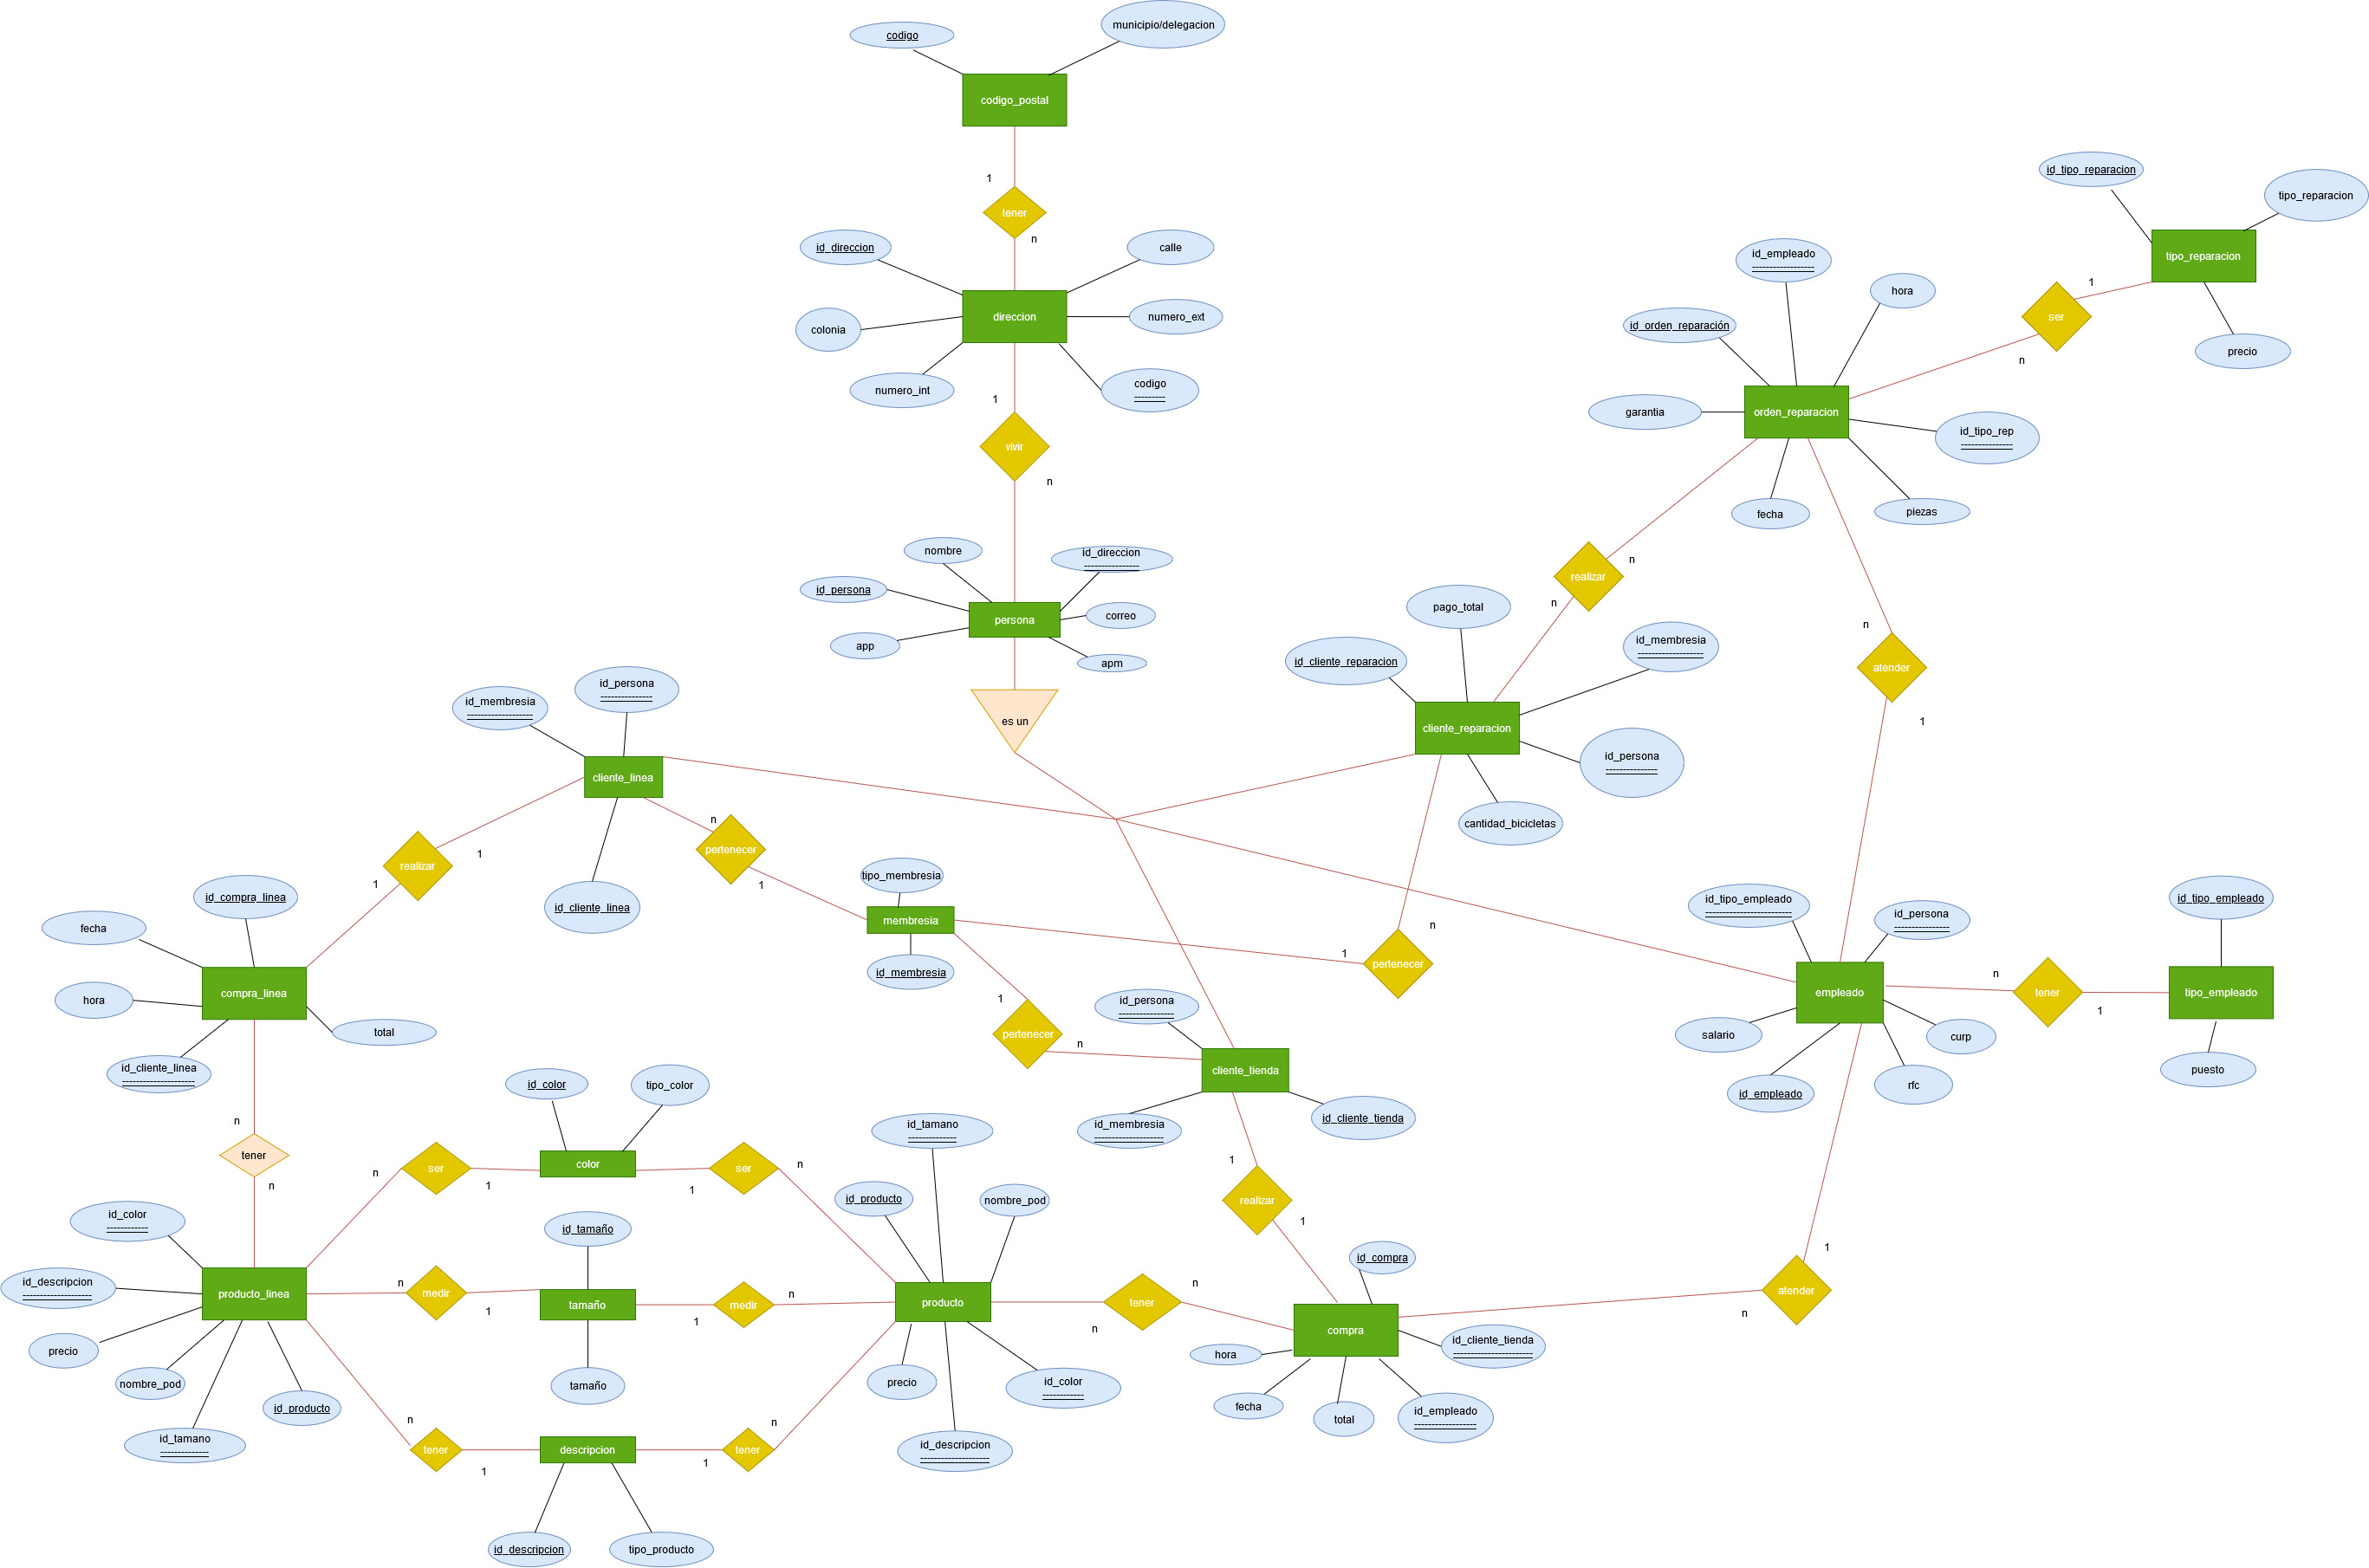 municipio/delegacion
codigo
codigo_postal
1
tener
n
id_direccion
calle
direccion
numero_ext
colonia
numero_int
codigo
---------
1
vivir
n
nombre
id_direccion
----------------
id_persona
correo
persona
app
apm
es un
id_tipo_reparacion
tipo_reparacion
tipo_reparacion
precio
1
ser
n
id_empleado
------------------
hora
id_orden_reparación
garantia
orden_reparacion
id_tipo_rep
---------------
fecha
piezas
n
realizar
n
n
atender
1
pago_total
id_membresia
-------------------
id_cliente_reparacion
cliente_reparacion
id_persona
---------------
cantidad_bicicletas
id_persona
---------------
id_membresia
-------------------
cliente_linea
id_cliente_linea
1
realizar
1
n
pertenecer
1
tipo_membresia
membresia
id_membresia
1
pertenecer
n
1
pertenecer
n
id_compra_linea
fecha
compra_linea
hora
total
id_cliente_linea
---------------------
n
tener
n
id_persona
----------------
cliente_tienda
id_membresia
--------------------
id_cliente_tienda
id_tipo_empleado
-------------------------
id_persona
----------------
empleado
salario
curp
id_empleado
rfc
n
tener
1
id_tipo_empleado
tipo_empleado
puesto
id_color
tipo_color
color
n
ser
1
1
ser
n
id_tamaño
tamaño
tamaño
n
medir
1
1
medir
n
id_color
------------
id_descripcion
--------------------
producto_linea
precio
nombre_pod
id_tamano
--------------
id_producto
n
tener
1
descripcion
1
tener
n
id_descripcion
tipo_producto
id_tamano
--------------
id_producto
nombre_pod
producto
precio
id_color
------------
id_descripcion
--------------------
n
tener
n
1
realizar
1
id_compra
compra
id_cliente_tienda
-----------------------
hora
fecha
total
id_empleado
------------------
1
atender
n